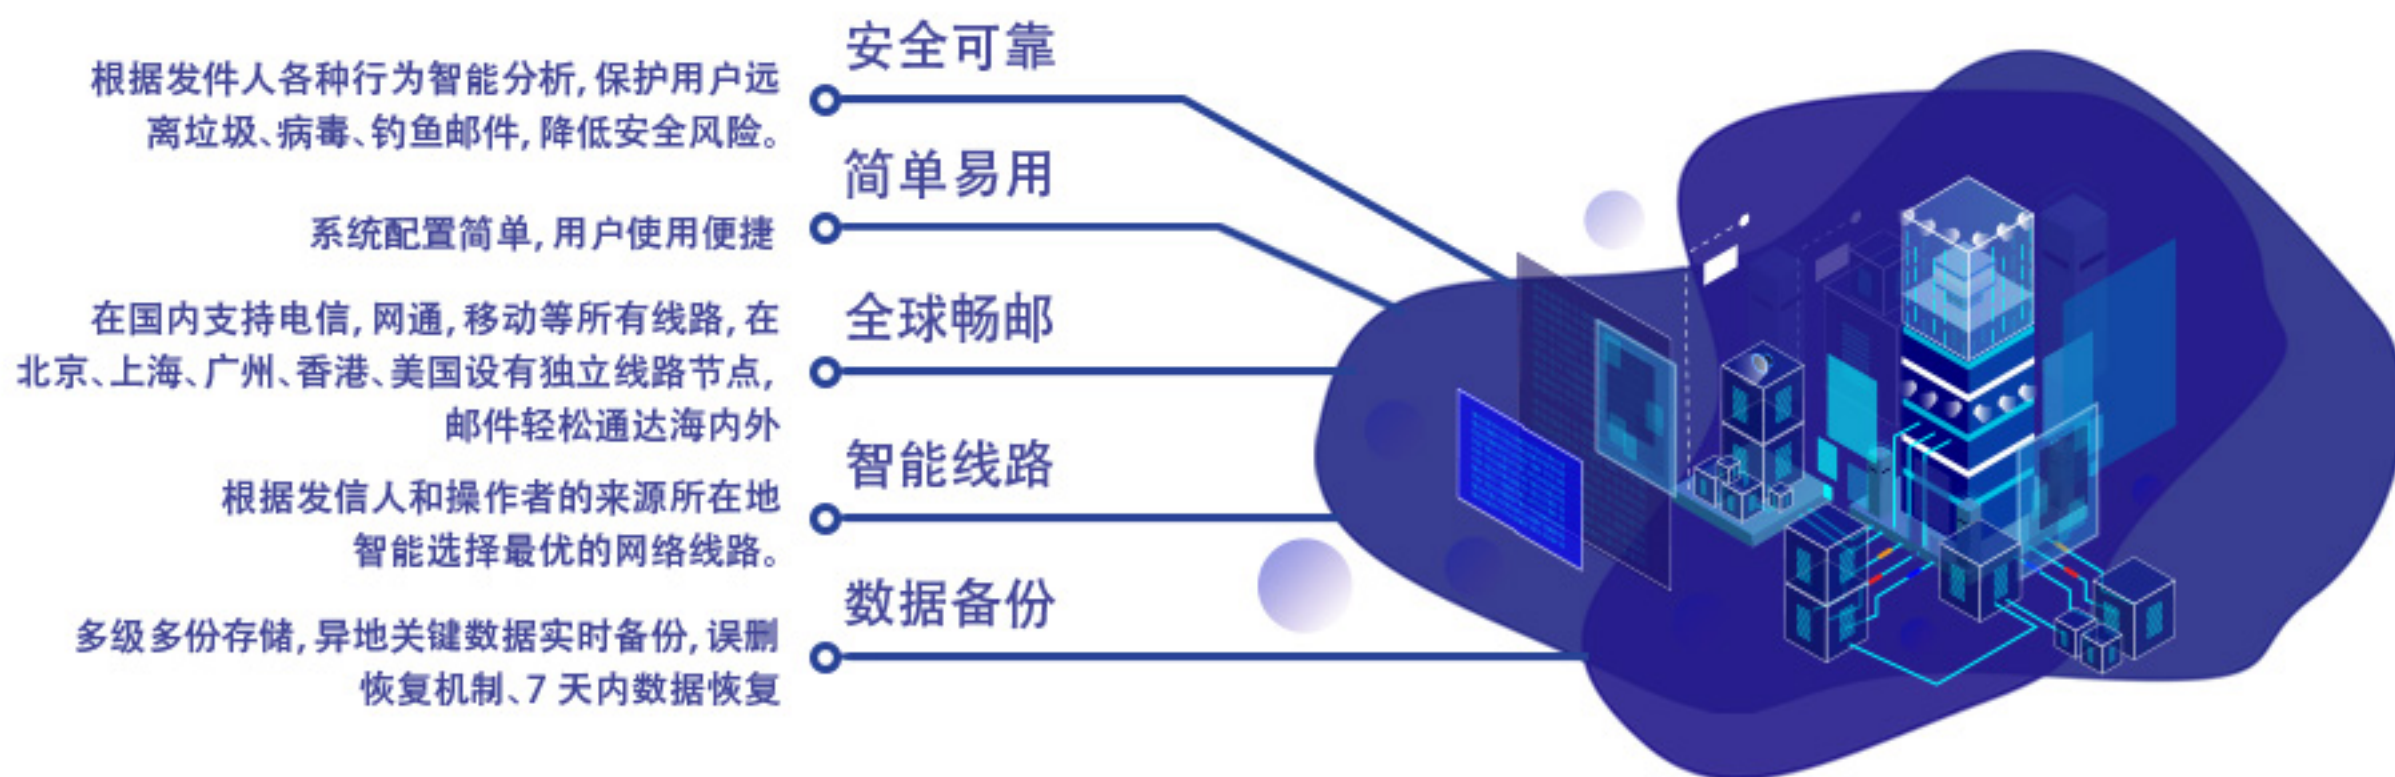 安全可靠
根据发件人各种行为智能分析,保护用户远
离垃圾、病毒、钓鱼邮件,降低安全风险。
简单易用
系统配置简单,用户使用便捷
全球畅邮
在国内支持电信,网通,移动等所有线路,在
北京、上海、广州、香港、美国设有独立线路节点,
邮件轻松通达海内外
智能线路
根据发信人和操作者的来源所在地
智能选择最优的网络线路。
数据备份
多级多份存储,异地关键数据实时备份,误删
恢复机制、7 天内数据恢复